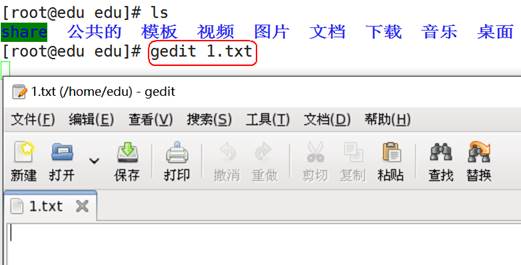 [root@edu edu]# ls
share 公共的 模板 视频 图片 文档 下载 音乐 桌面
[root@edu edu]# gedit 1.txt
1.txt (/home/edu) - gedit
文件(F) 编辑(E) 查看(V) 搜索(S) 工具(T) 文档(D) 帮助(H)
新建 打开 保存 打印 撤消 重做 剪切 复制 粘贴 查找 替换
1.txt